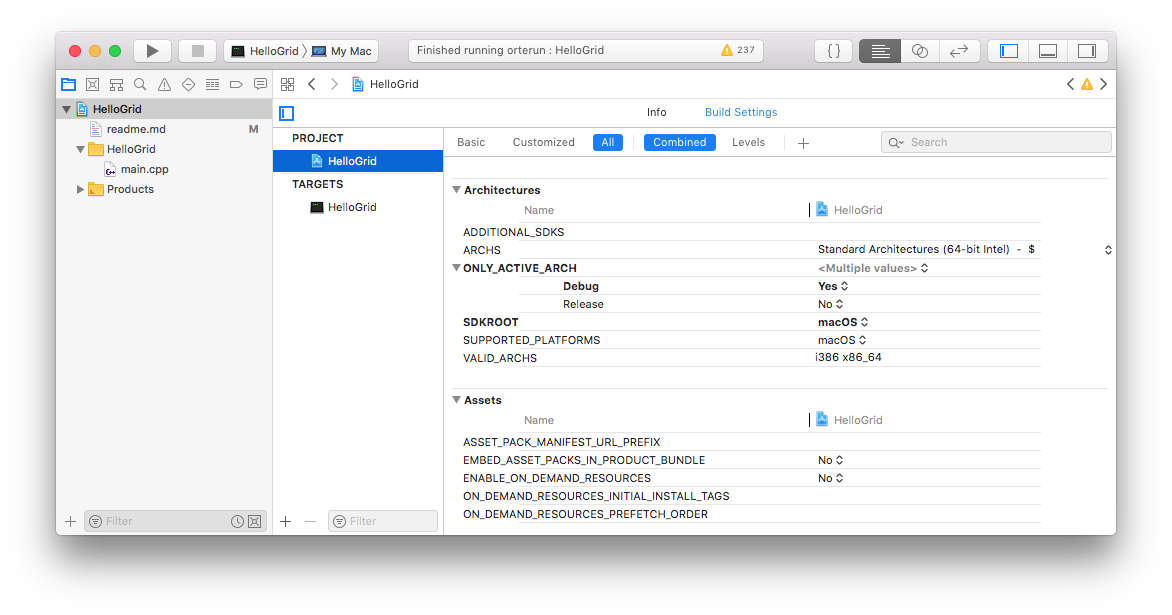 HelloGrid My Mac Finished running orterun : HelloGrid 237 { }
HelloGrid
HelloGrid
readme.md M
HelloGrid
main.cpp
Products
Filter
Info Build Settings
PROJECT
HelloGrid
TARGETS
HelloGrid
Filter
Basic Customized All Combined Levels Search
Architectures
Name HelloGrid
ADDITIONAL_SDKS
ARCHS Standard Architectures (64-bit Intel) - $
ONLY_ACTIVE_ARCH <Multiple values>
Debug Yes
Release No
SDKROOT macOS
SUPPORTED_PLATFORMS macOS
VALID_ARCHS i386 x86_64
Assets
Name HelloGrid
ASSET_PACK_MANIFEST_URL_PREFIX
EMBED_ASSET_PACKS_IN_PRODUCT_BUNDLE No
ENABLE_ON_DEMAND_RESOURCES No
ON_DEMAND_RESOURCES_INITIAL_INSTALL_TAGS
ON_DEMAND_RESOURCES_PREFETCH_ORDER